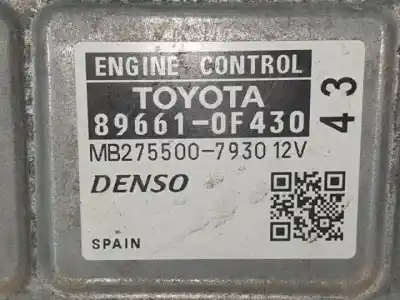 ENGINE CONTROL
TOYOTA
89661-0F430
MB275500-7930 12V
DENSO
SPAIN
43